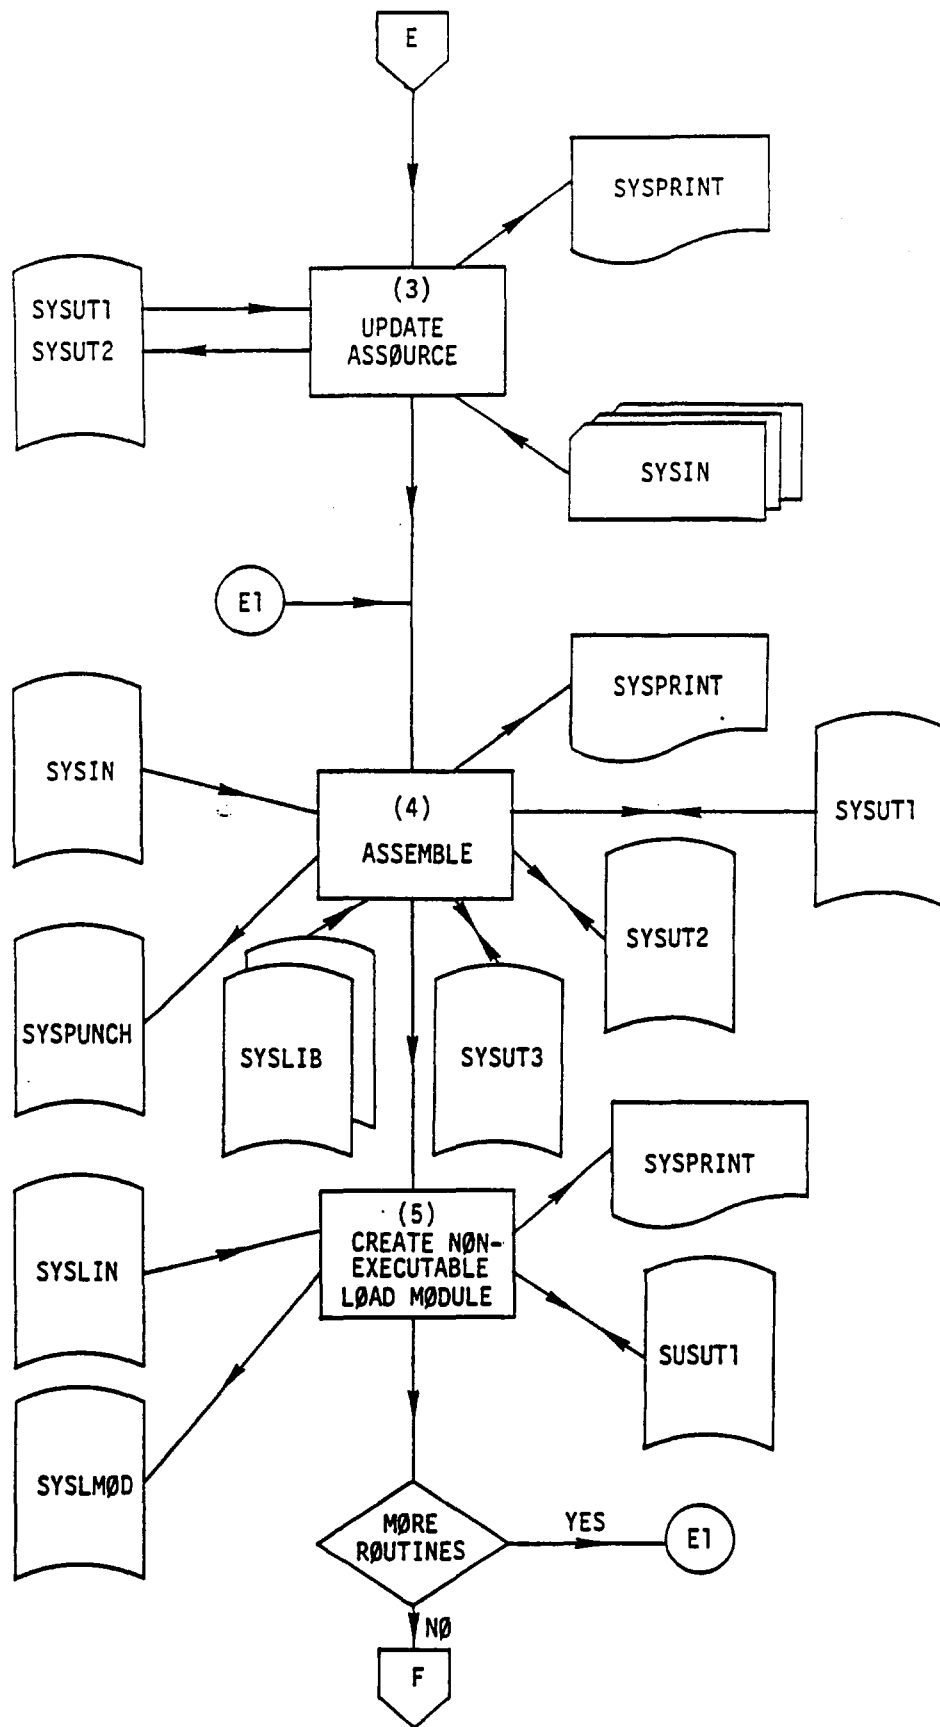 E
SYSPRINT
(3)
UPDATE
ASSØURCE
SYSUT1
SYSUT2
SYSIN
E1
SYSPRINT
SYSIN
(4)
ASSEMBLE
SYSUT1
SYSUT2
SYSPUNCH
SYSLIB
SYSUT3
SYSPRINT
(5)
CREATE NØN-
EXECUTABLE
LØAD MØDULE
SYSLIN
SUSUT1
SYSLMØD
MØRE
RØUTINES
YES
E1
NØ
F